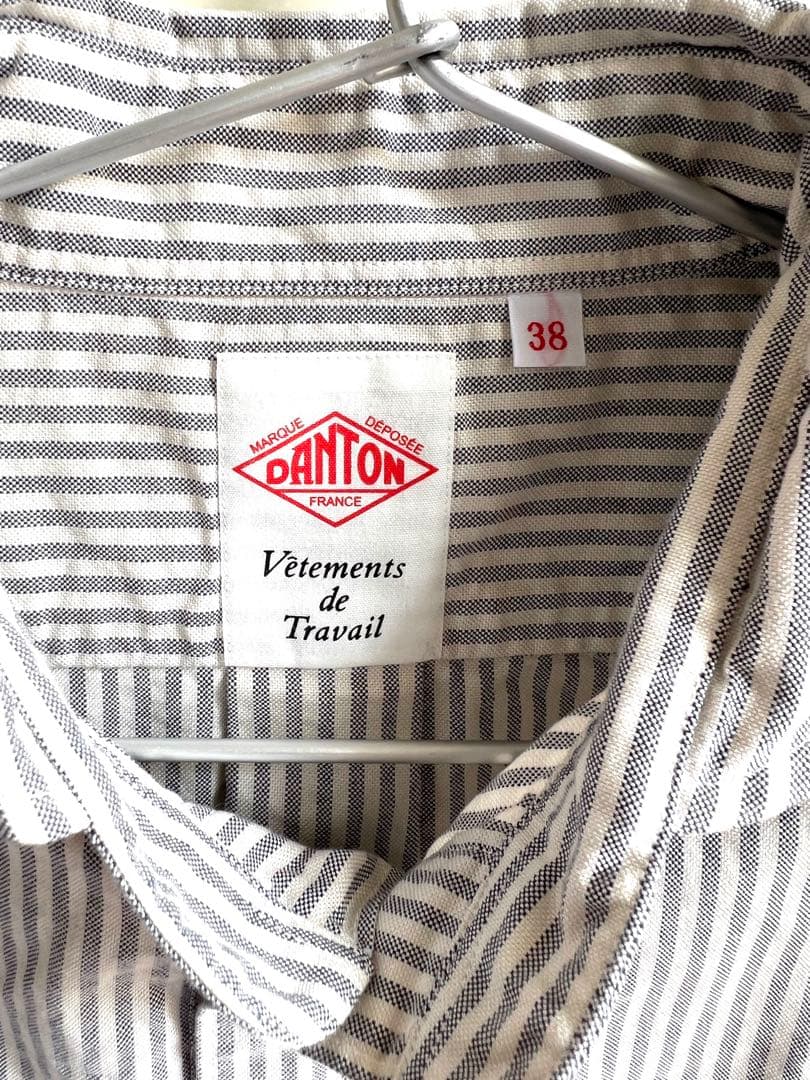 38
MARQUE DÉPOSÉE
DANTON
FRANCE
Vêtements
de
Travail